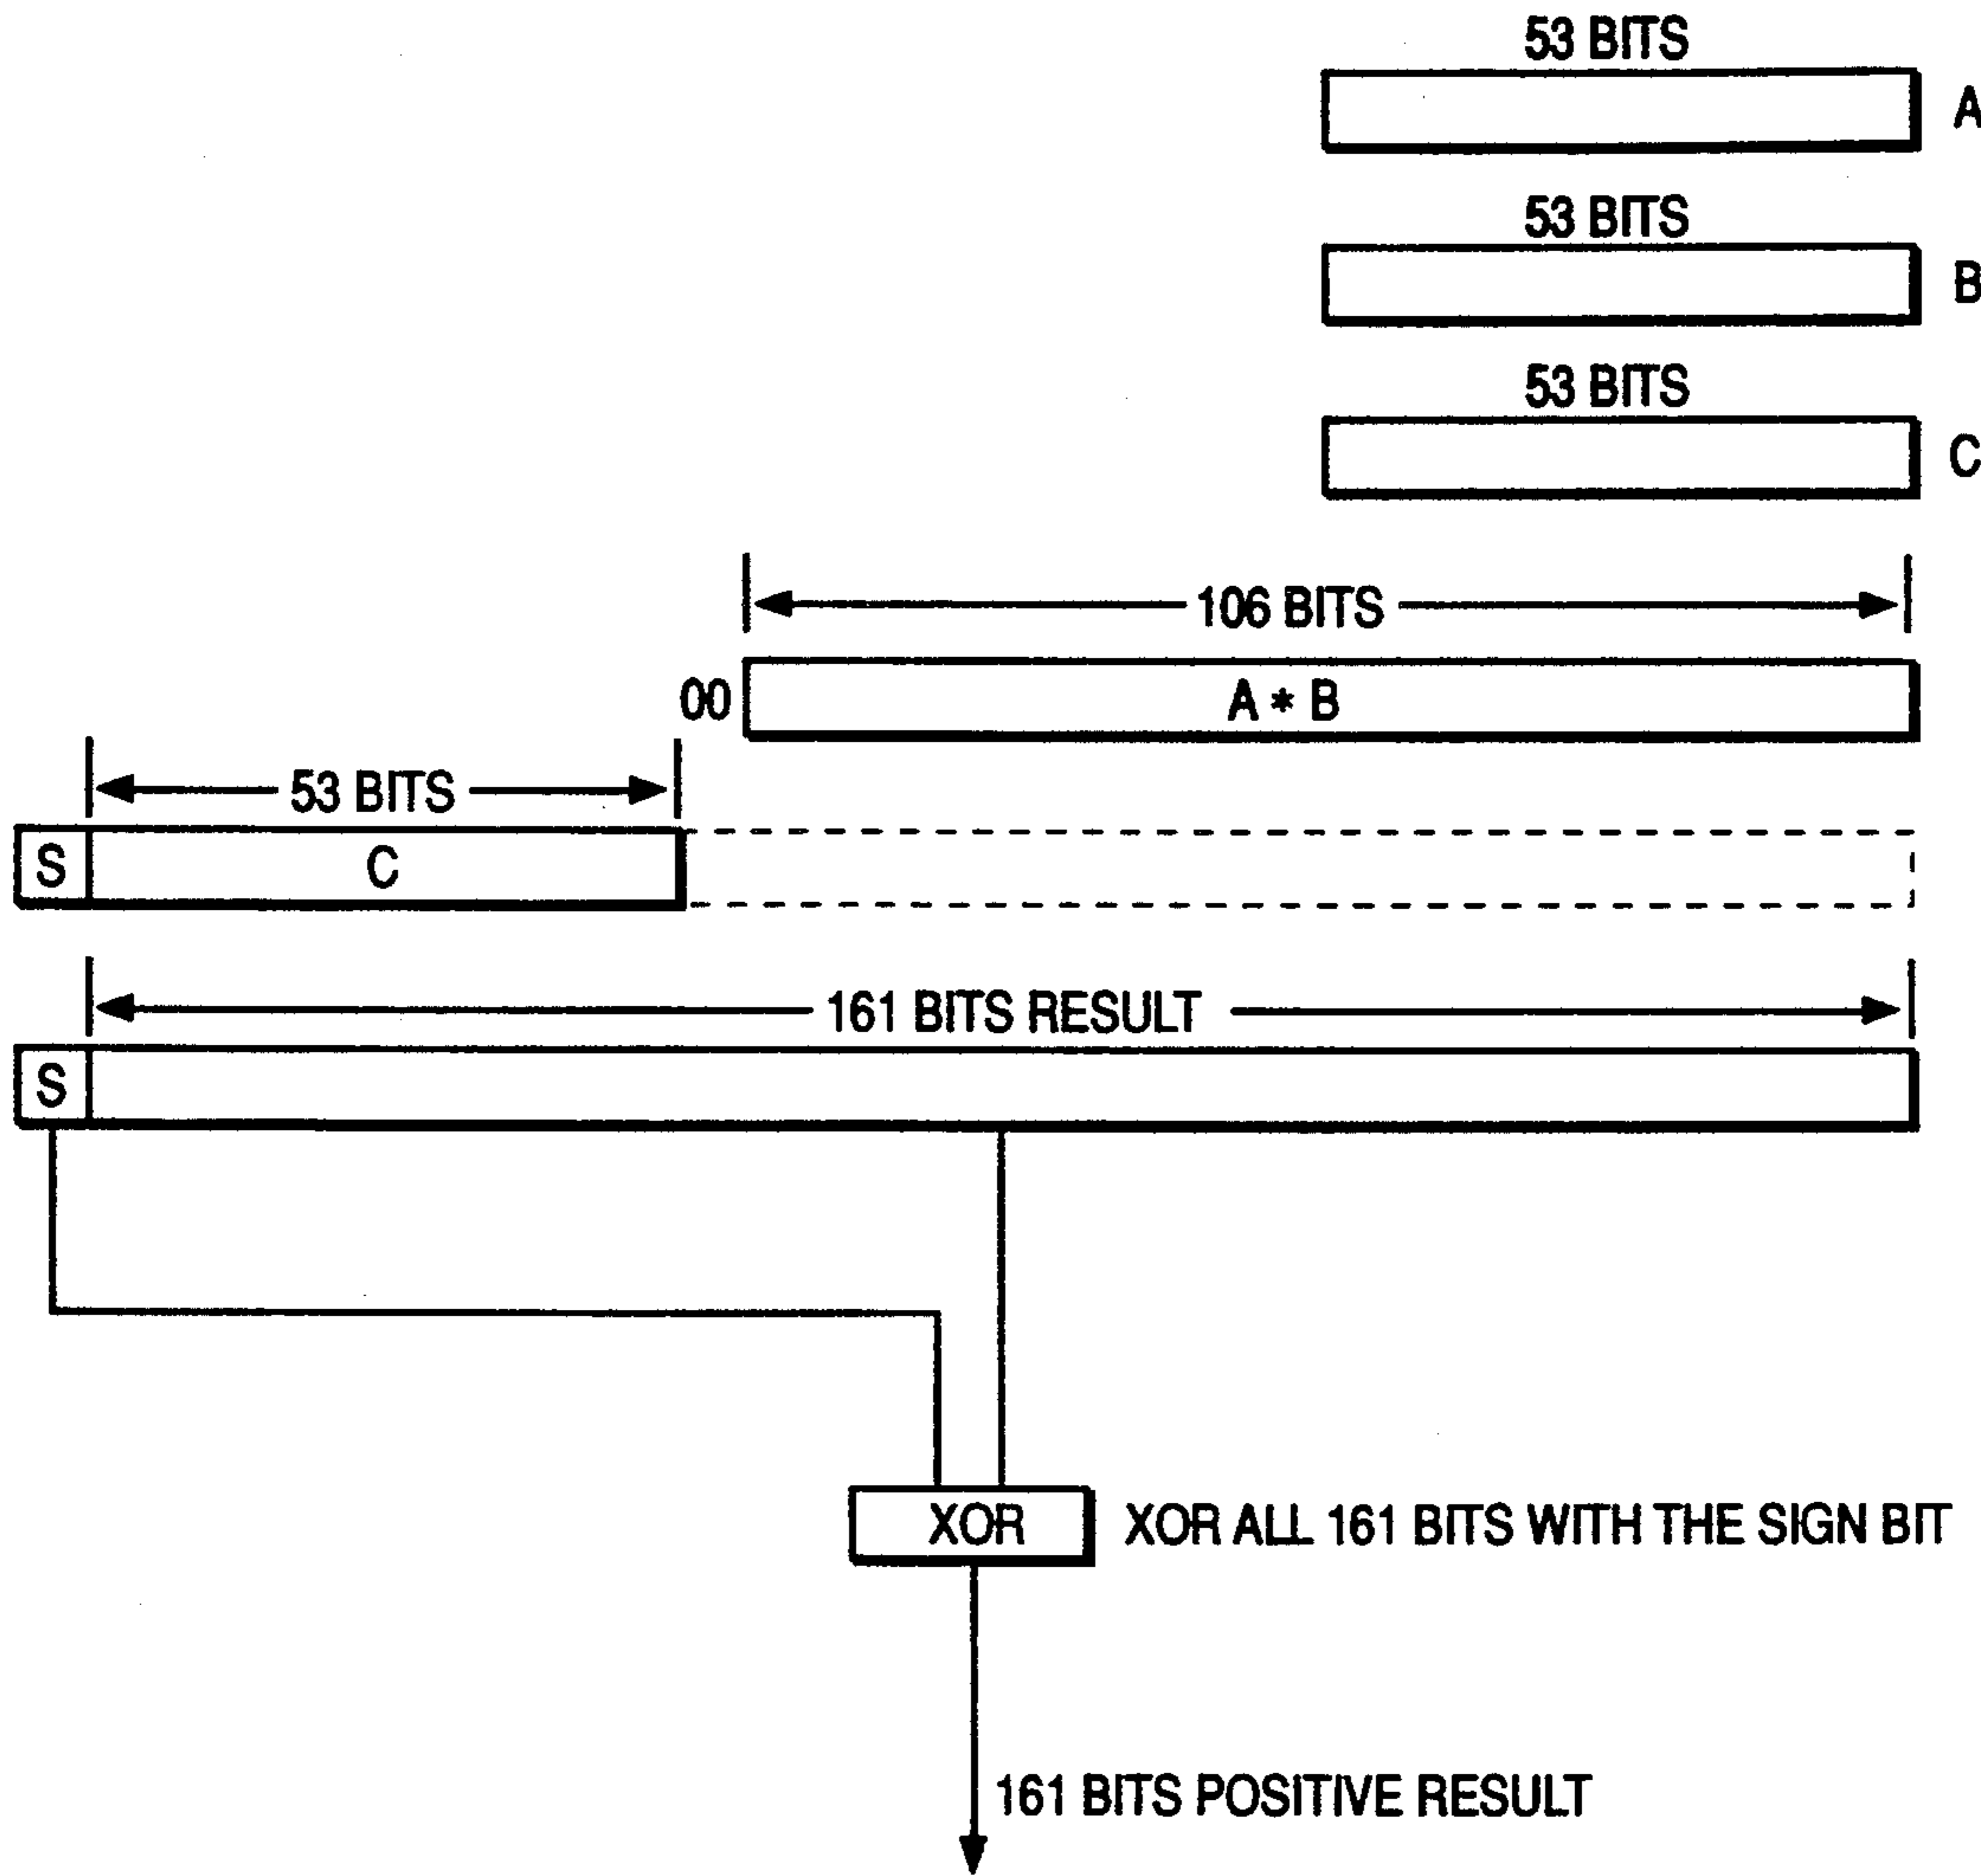 53 BITS
A
53 BITS
B
53 BITS
C
106 BITS
00 A * B
53 BITS
S C
161 BITS RESULT
S
XOR XOR ALL 161 BITS WITH THE SIGN BIT
161 BITS POSITIVE RESULT